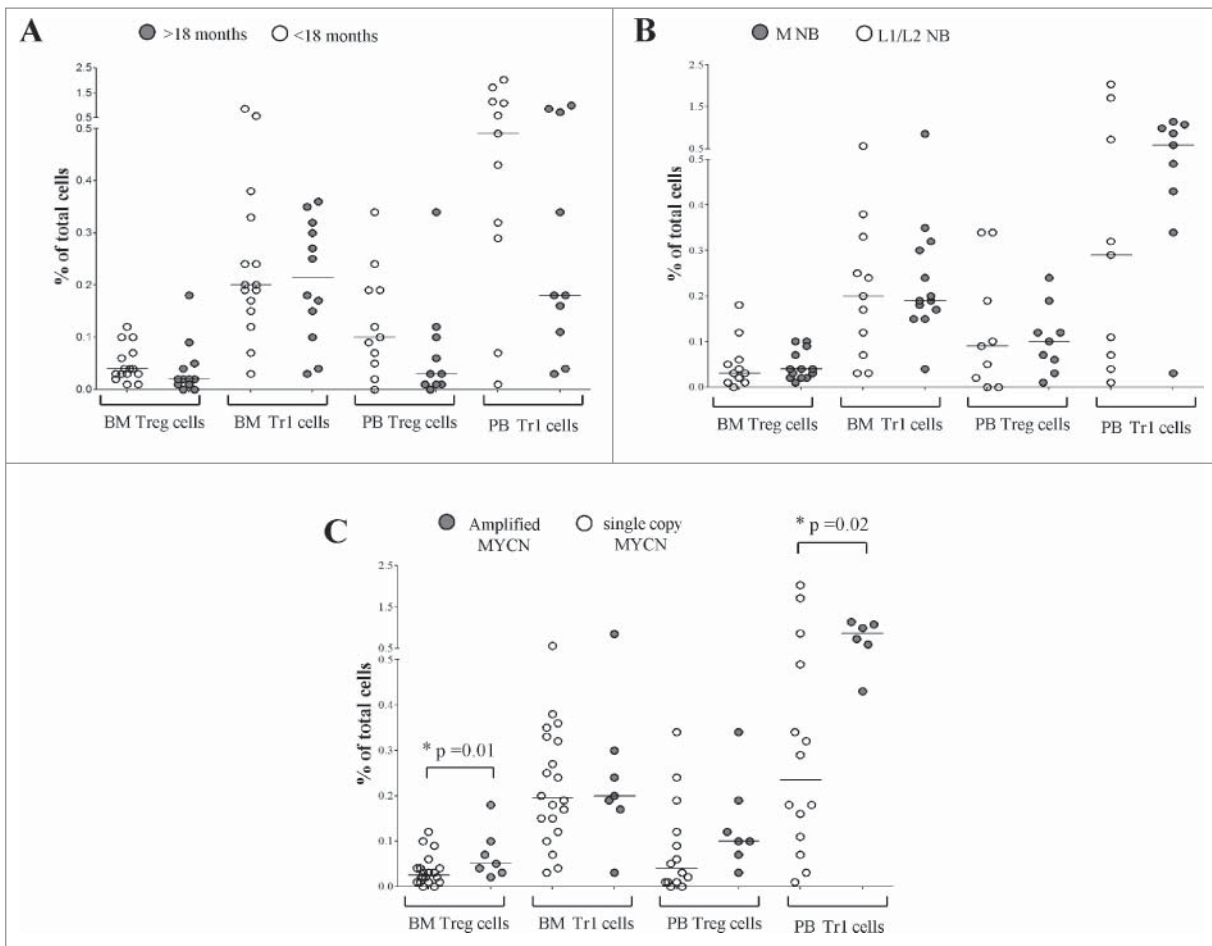 A
>18 months
<18 months
% of total cells
2.5
1.5
0.5
0.5
0.4
0.3
0.2
0.1
0.0
BM Treg cells
BM Tr1 cells
PB Treg cells
PB Tr1 cells
B
M NB
L1/L2 NB
% of total cells
2.5
1.5
0.5
0.5
0.3
0.2
0.1
0.0
BM Treg cells
BM Tr1 cells
PB Treg cells
PB Tr1 cells
C
Amplified
MYCN
single copy
MYCN
* p =0.02
* p =0.01
% of total cells
2.5
1.5
0.5
0.5
0.3
0.2
0.1
0.0
BM Treg cells
BM Tr1 cells
PB Treg cells
PB Tr1 cells